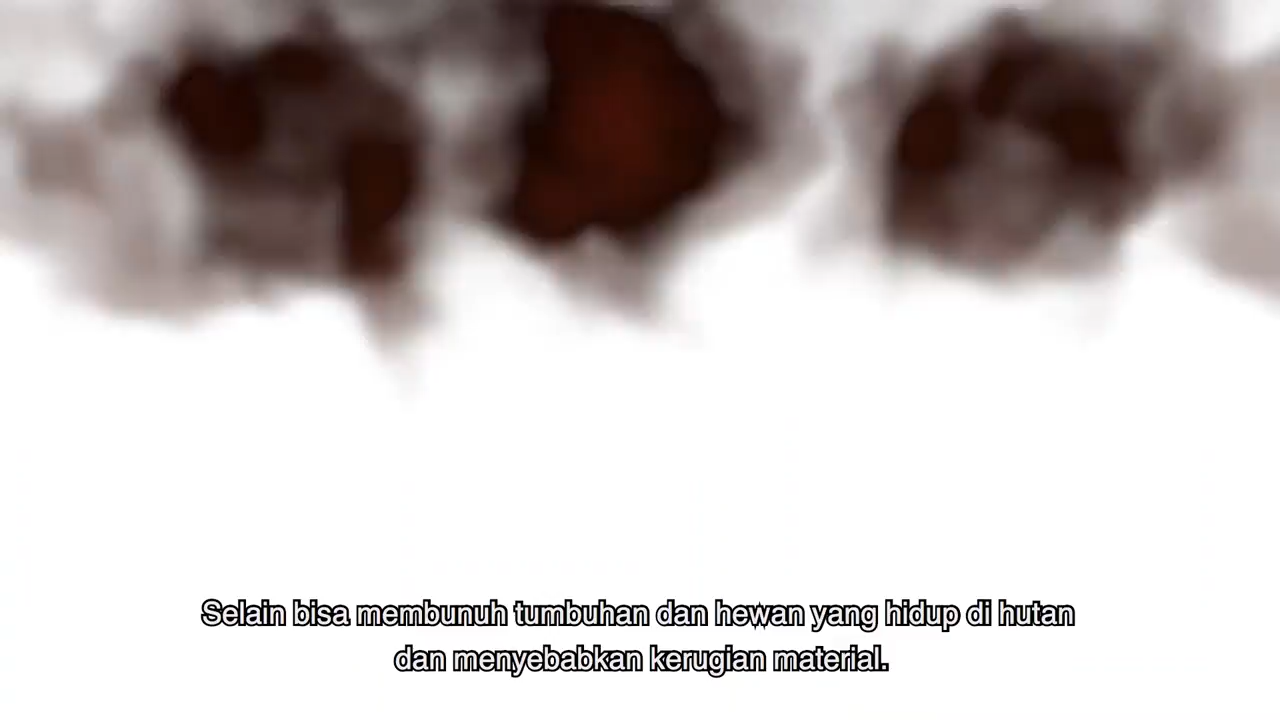 Selain bisa membunuh tumbuhan dan hewan yang hidup di hutan
dan menyebabkan kerugian material.